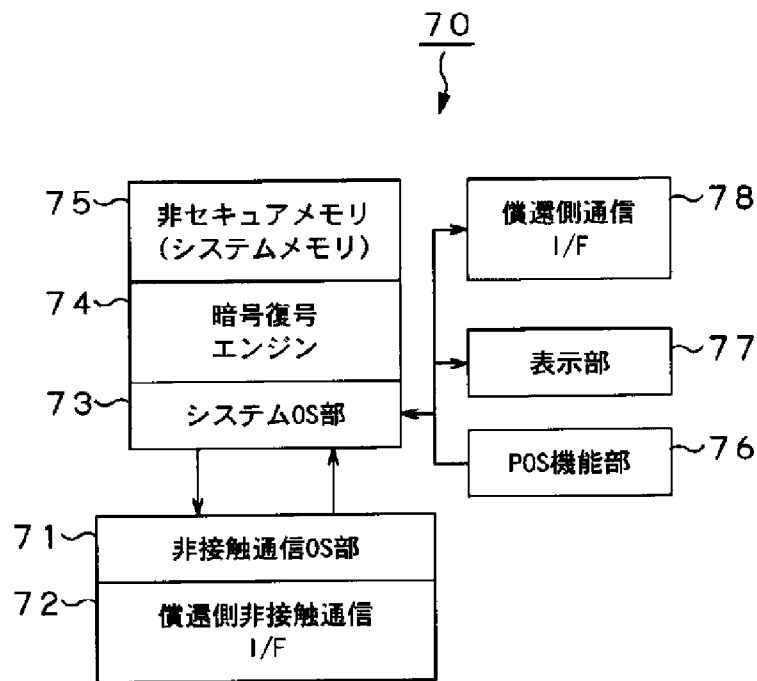 70
75
非セキュアメモリ
(システムメモリ)
74
暗号復号
エンジン
73
システムOS部
71
非接触通信OS部
72
償還側非接触通信
I/F
償還側通信
I/F
78
表示部
77
POS機能部
76